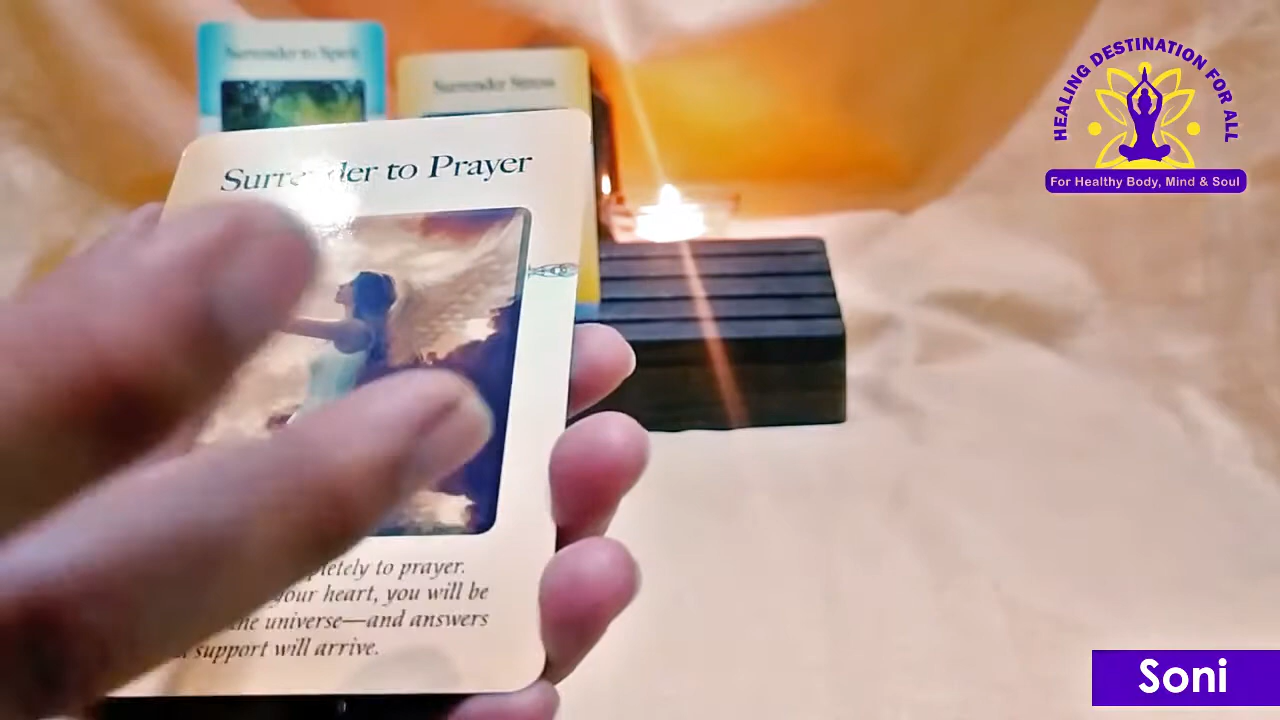 Surrender to Spirit
Surrender Stress
Surrender to Prayer
pletely to prayer.
your heart, you will be
the universe—and answers
support will arrive.
HEALING DESTINATION FOR ALL
For Healthy Body, Mind & Soul
Soni